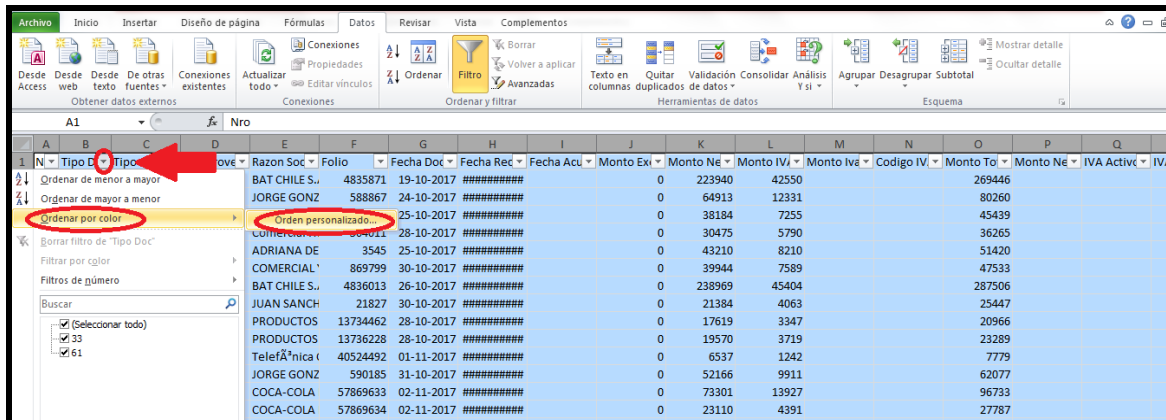 Archivo Inicio Insertar Diseño de página Fórmulas Datos Revisar Vista Complementos
Desde Access Desde web Desde texto De otras fuentes Conexiones existentes
Obtener datos externos
Actualizar todo Conexiones Propiedades Editar vínculos
Conexiones
Ordenar Filtro Borrar Volver a aplicar Avanzadas
Ordenar y filtrar
Texto en columnas Quitar duplicados Validación de datos Consolidar Análisis Y si
Herramientas de datos
Agrupar Desagrupar Subtotal Mostrar detalle Ocultar detalle
Esquema
A1 fx Nro
A B C D E F G H I J K L M N O P Q
1 N Tipo D Tipo ove Razon Soc Folio Fecha Doc Fecha Rec Fecha Acu Monto Exe Monto Ne Monto IVA Monto Iva Codigo IV Monto To Monto Ne IVA Activo IV
Ordenar de menor a mayor
Ordenar de mayor a menor
Ordenar por color
Orden personalizado...
Borrar filtro de "Tipo Doc"
Filtrar por color
Filtros de número
Buscar
(Seleccionar todo)
33
61
BAT CHILE S. 4835871 19-10-2017 ########## 0 223940 42550 269446
JORGE GONZ 588867 24-10-2017 ########## 0 64913 12331 80260
25-10-2017 ########## 0 38184 7255 45439
28-10-2017 ########## 0 30475 5790 36265
ADRIANA DE 3545 25-10-2017 ########## 0 43210 8210 51420
COMERCIAL 869799 30-10-2017 ########## 0 39944 7589 47533
BAT CHILE S. 4836013 26-10-2017 ########## 0 238969 45404 287506
JUAN SANCH 21827 30-10-2017 ########## 0 21384 4063 25447
PRODUCTOS 13734462 28-10-2017 ########## 0 17619 3347 20966
PRODUCTOS 13736228 28-10-2017 ########## 0 19570 3719 23289
TelefÃ³nica ( 40524492 01-11-2017 ########## 0 6537 1242 7779
JORGE GONZ 590185 31-10-2017 ########## 0 52166 9911 62077
COCA-COLA 57869633 02-11-2017 ########## 0 73301 13927 96733
COCA-COLA 57869634 02-11-2017 ########## 0 23110 4391 27787